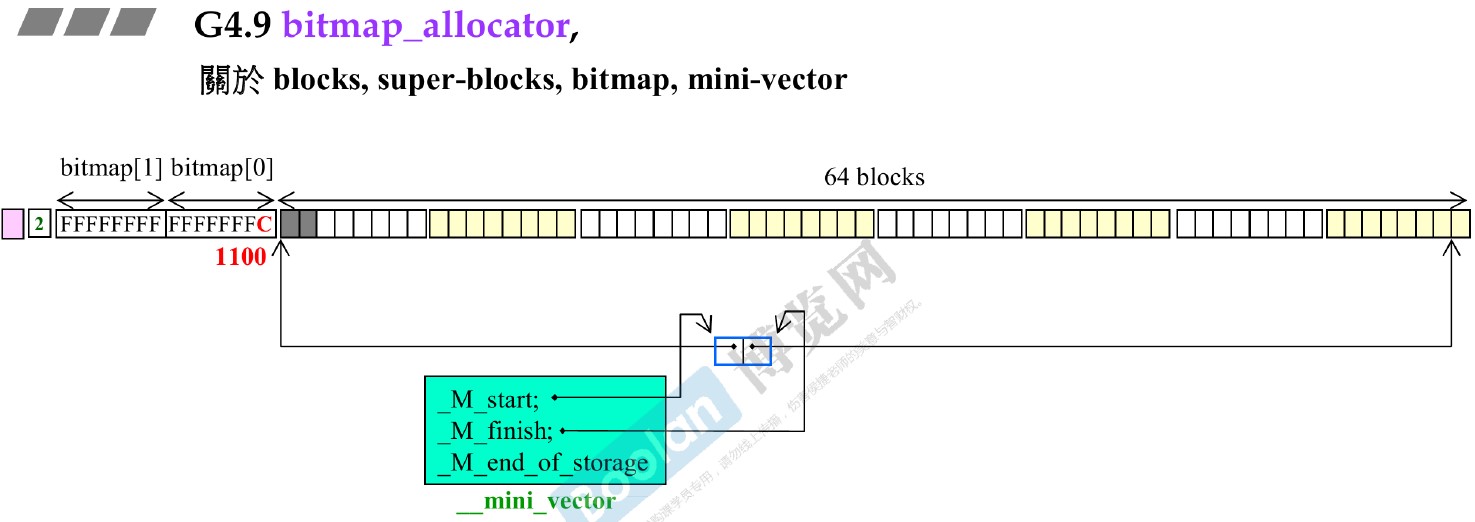 G4.9 bitmap_allocator,
關於 blocks, super-blocks, bitmap, mini-vector
bitmap[1] bitmap[0]
64 blocks
2 FFFFFFFF FFFFFFFC
1100
_M_start;
_M_finish;
_M_end_of_storage
__mini_vector
Boolan 博览网